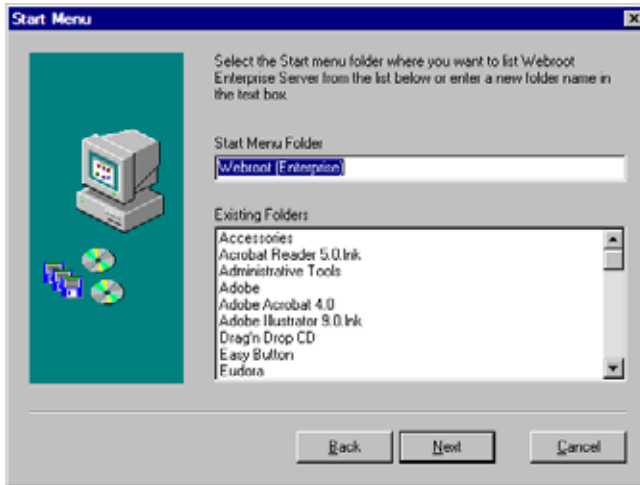 Start Menu
Select the Start menu folder where you want to list Webroot
Enterprise Server from the list below or enter a new folder name in
the text box
Start Menu Folder
Webroot (Enterprise)
Existing Folders
Accessories
Acrobat Reader 5.0.lnk
Administrative Tools
Adobe
Adobe Acrobat 4.0
Adobe Illustrator 9.0.lnk
Drag'n Drop CD
Easy Button
Eudora
Back
Next
Cancel